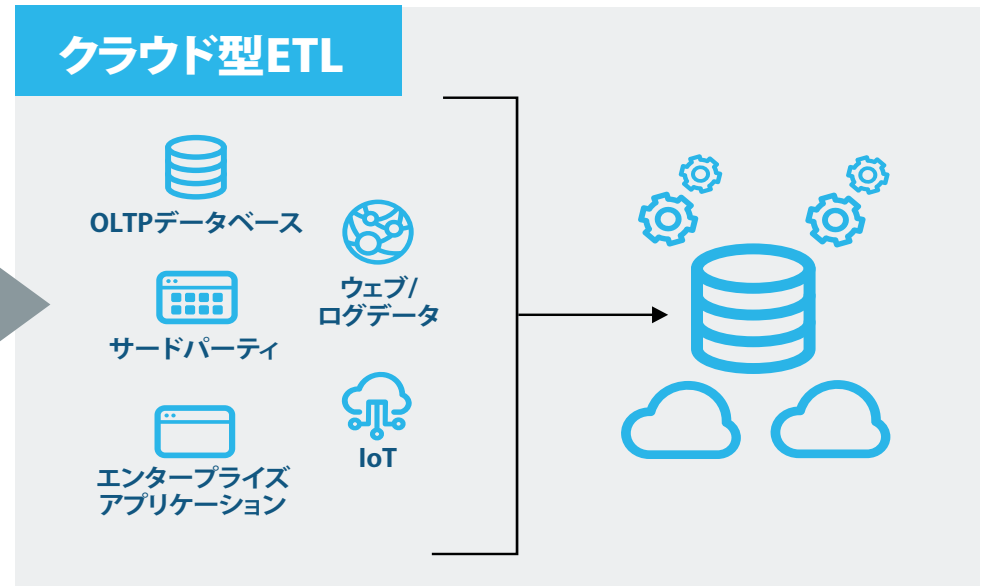 クラウド型ETL
OLTPデータベース
ウェブ/
ログデータ
サードパーティ
IoT
エンタープライズ
アプリケーション